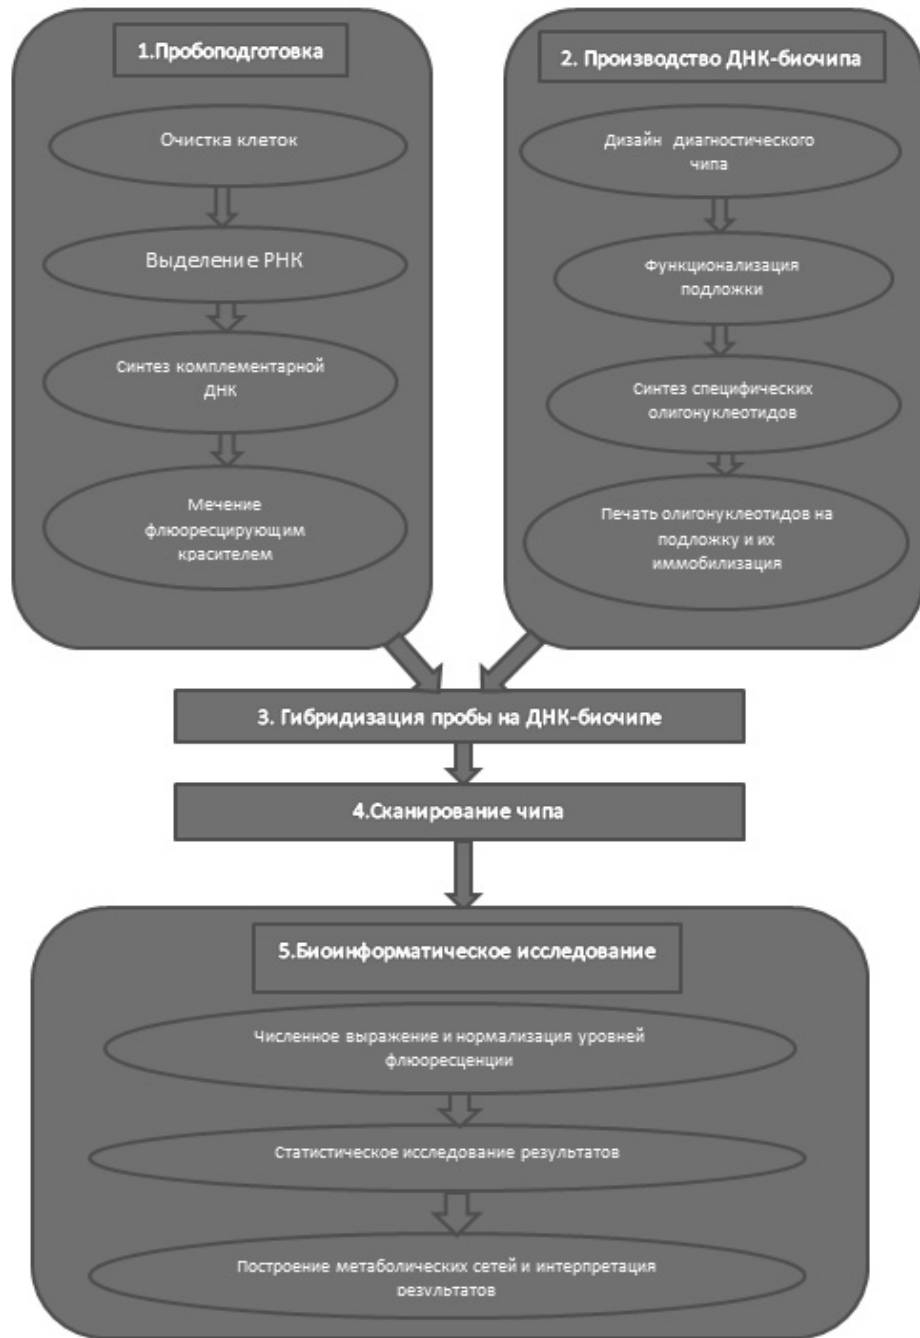 1.Пробоподготовка
Очистка клеток
Выделение РНК
Синтез комплементарной
ДНК
Мечение
флюоресцирующим
красителем
2. Производство ДНК-биочипа
Дизайн диагностического
чипа
Функционализация
подложки
Синтез специфических
олигонуклеотидов
Печать олигонуклеотидов на
подложку и их
иммобилизация
3. Гибридизация пробы на ДНК-биочипе
4.Сканирование чипа
5.Биоинформатическое исследование
Численное выражение и нормализация уровней
флюоресценции
Статистическое исследование результатов
Построение метаболических сетей и интерпретация
результатов